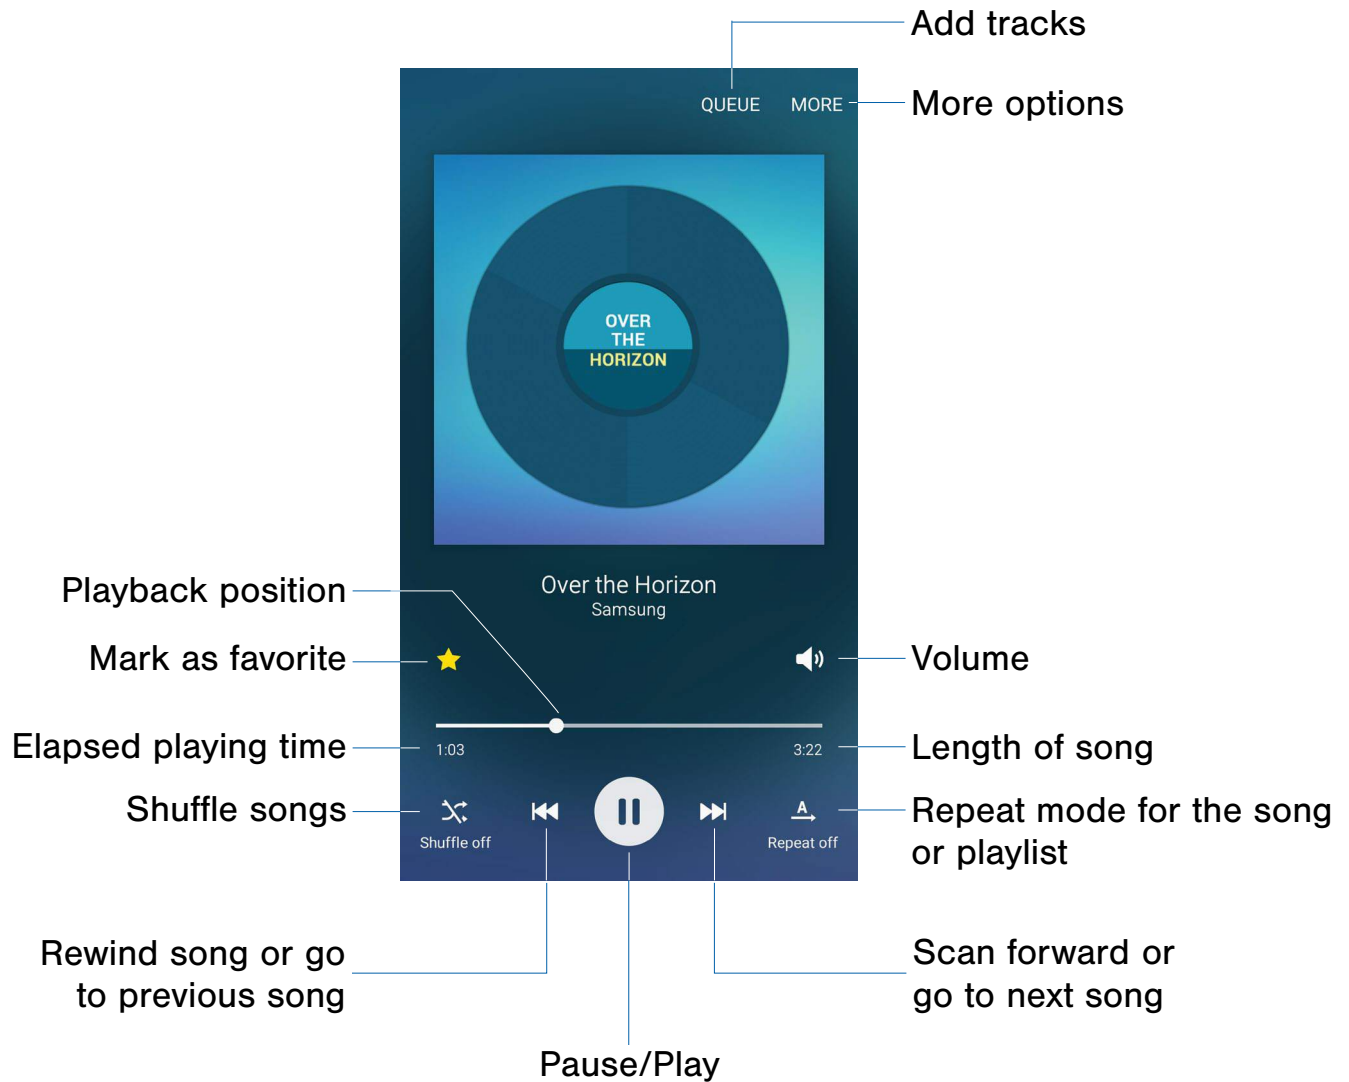 Add tracks
QUEUE
MORE
More options
OVER
THE
HORIZON
Playback position
Over the Horizon
Samsung
Mark as favorite
Volume
Elapsed playing time
1:03
3:22
Length of song
Shuffle songs
Shuffle off
A
Repeat off
Repeat mode for the song
or playlist
Rewind song or go
to previous song
Scan forward or
go to next song
Pause/Play